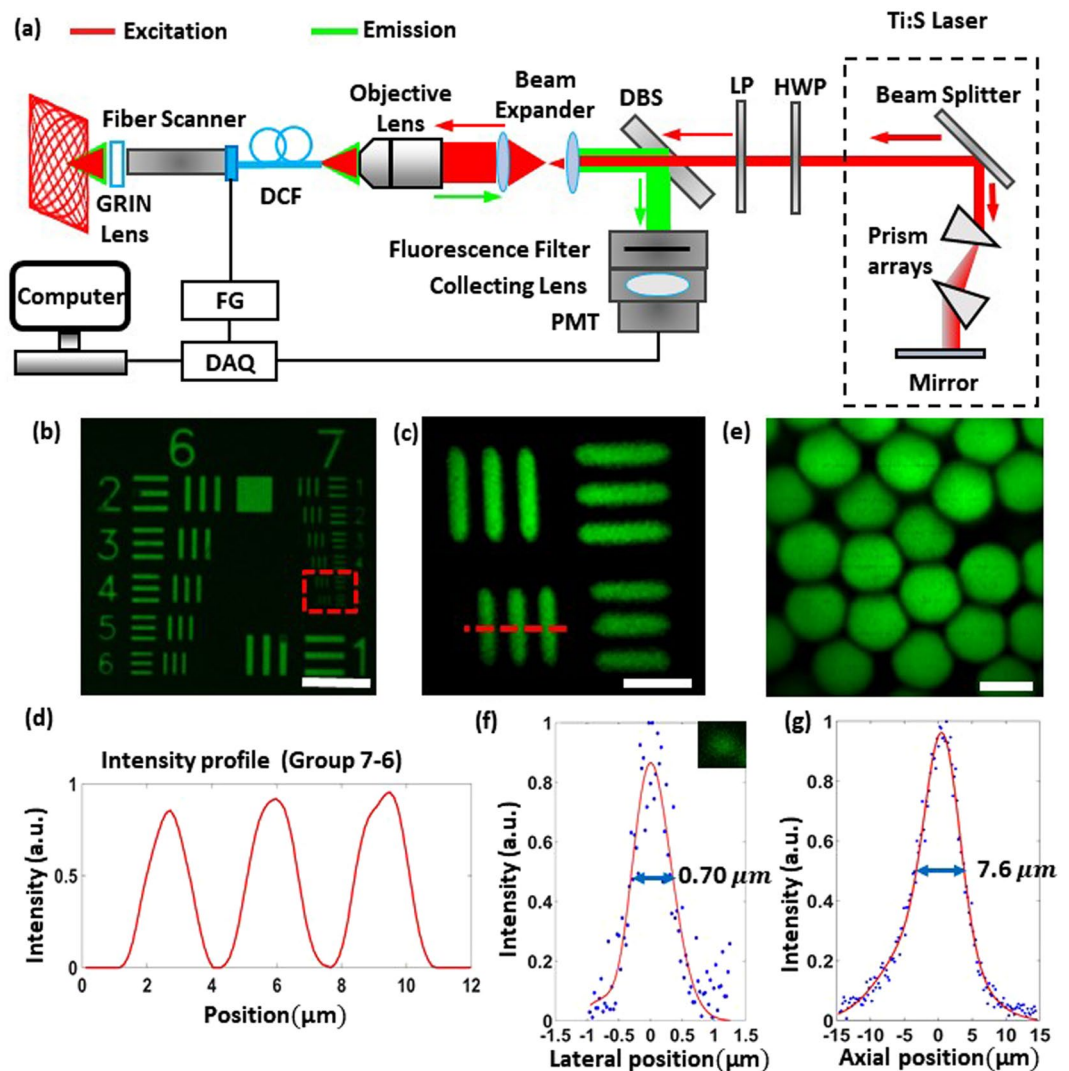 (a)
Excitation
Emission
Ti:S Laser
Fiber Scanner
Objective
Lens
Beam
Expander
DBS
LP
HWP
Beam Splitter
GRIN
Lens
DCF
Prism
arrays
Fluorescence Filter
Collecting Lens
PMT
Computer
FG
DAQ
Mirror
(b)
6
7
2
3
4
5
6
1
2
3
4
1
(c)
(e)
(d)
Intensity profile (Group 7-6)
Intensity (a.u.)
1
0.5
0
0
2
4
6
8
10
12
Position(μm)
(f)
Intensity (a.u.)
1
0.8
0.6
0.4
0.2
0
0.70 μm
-1.5
-1
-0.5
0
0.5
1
1.5
Lateral position(μm)
(g)
Intensity (a.u.)
1
0.8
0.6
0.4
0.2
0
7.6 μm
-15
-10
-5
0
5
10
15
Axial position(μm)